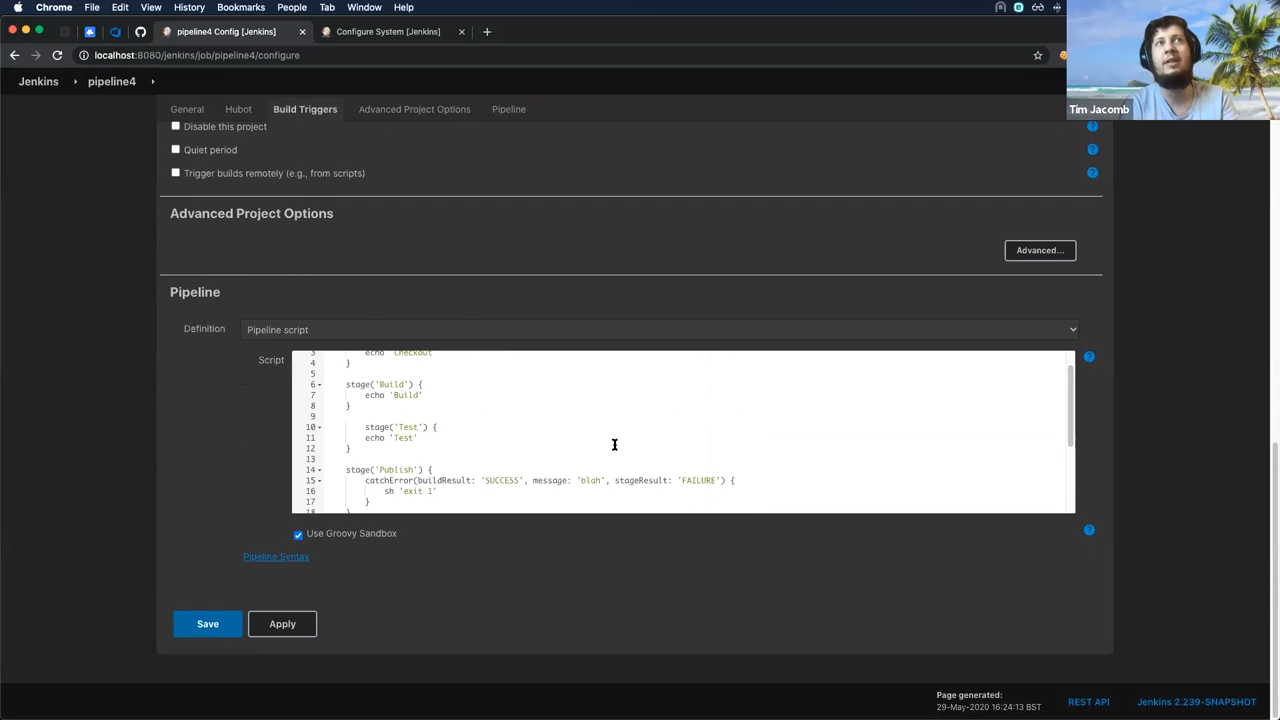 Chrome File Edit View History Bookmarks People Tab Window Help
pipeline4 Config [Jenkins] Configure System [Jenkins]
localhost:8080/jenkins/job/pipeline4/configure
Jenkins pipeline4
Tim Jacomb
General Hubot Build Triggers Advanced Project Options Pipeline
Disable this project
Quiet period
Trigger builds remotely (e.g., from scripts)
Advanced Project Options
Advanced...
Pipeline
Definition Pipeline script
Script
3 echo 'Checkout'
4 }
5
6 stage('Build') {
7 echo 'Build'
8 }
9
10 stage('Test') {
11 echo 'Test'
12 }
13
14 stage('Publish') {
15 catchError(buildResult: 'SUCCESS', message: 'blah', stageResult: 'FAILURE') {
16 sh 'exit 1'
17 }
18 }
Use Groovy Sandbox
Pipeline Syntax
Save Apply
Page generated:
29-May-2020 16:24:13 BST
REST API Jenkins 2.239-SNAPSHOT